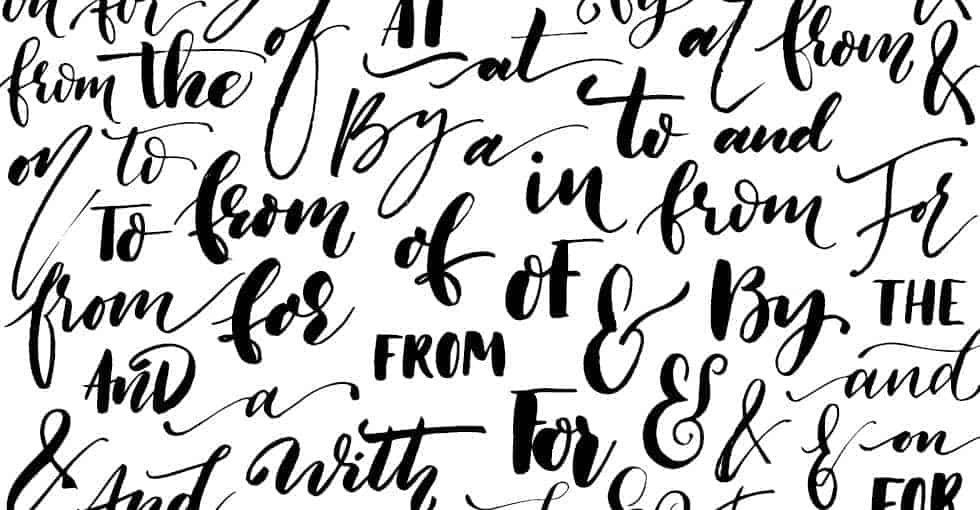 on for of AT by at from &
from the at
By a to and
on to in from For
To from of OF & By THE
from for FROM and
AND a For & & & on
& And With FOR